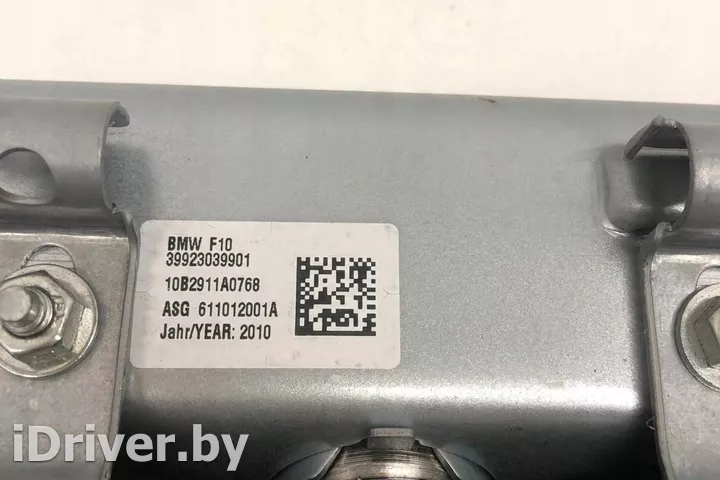 BMW F10
39923039901
10B2911A0768
ASG 611012001A
Jahr/YEAR: 2010
iDriver.by